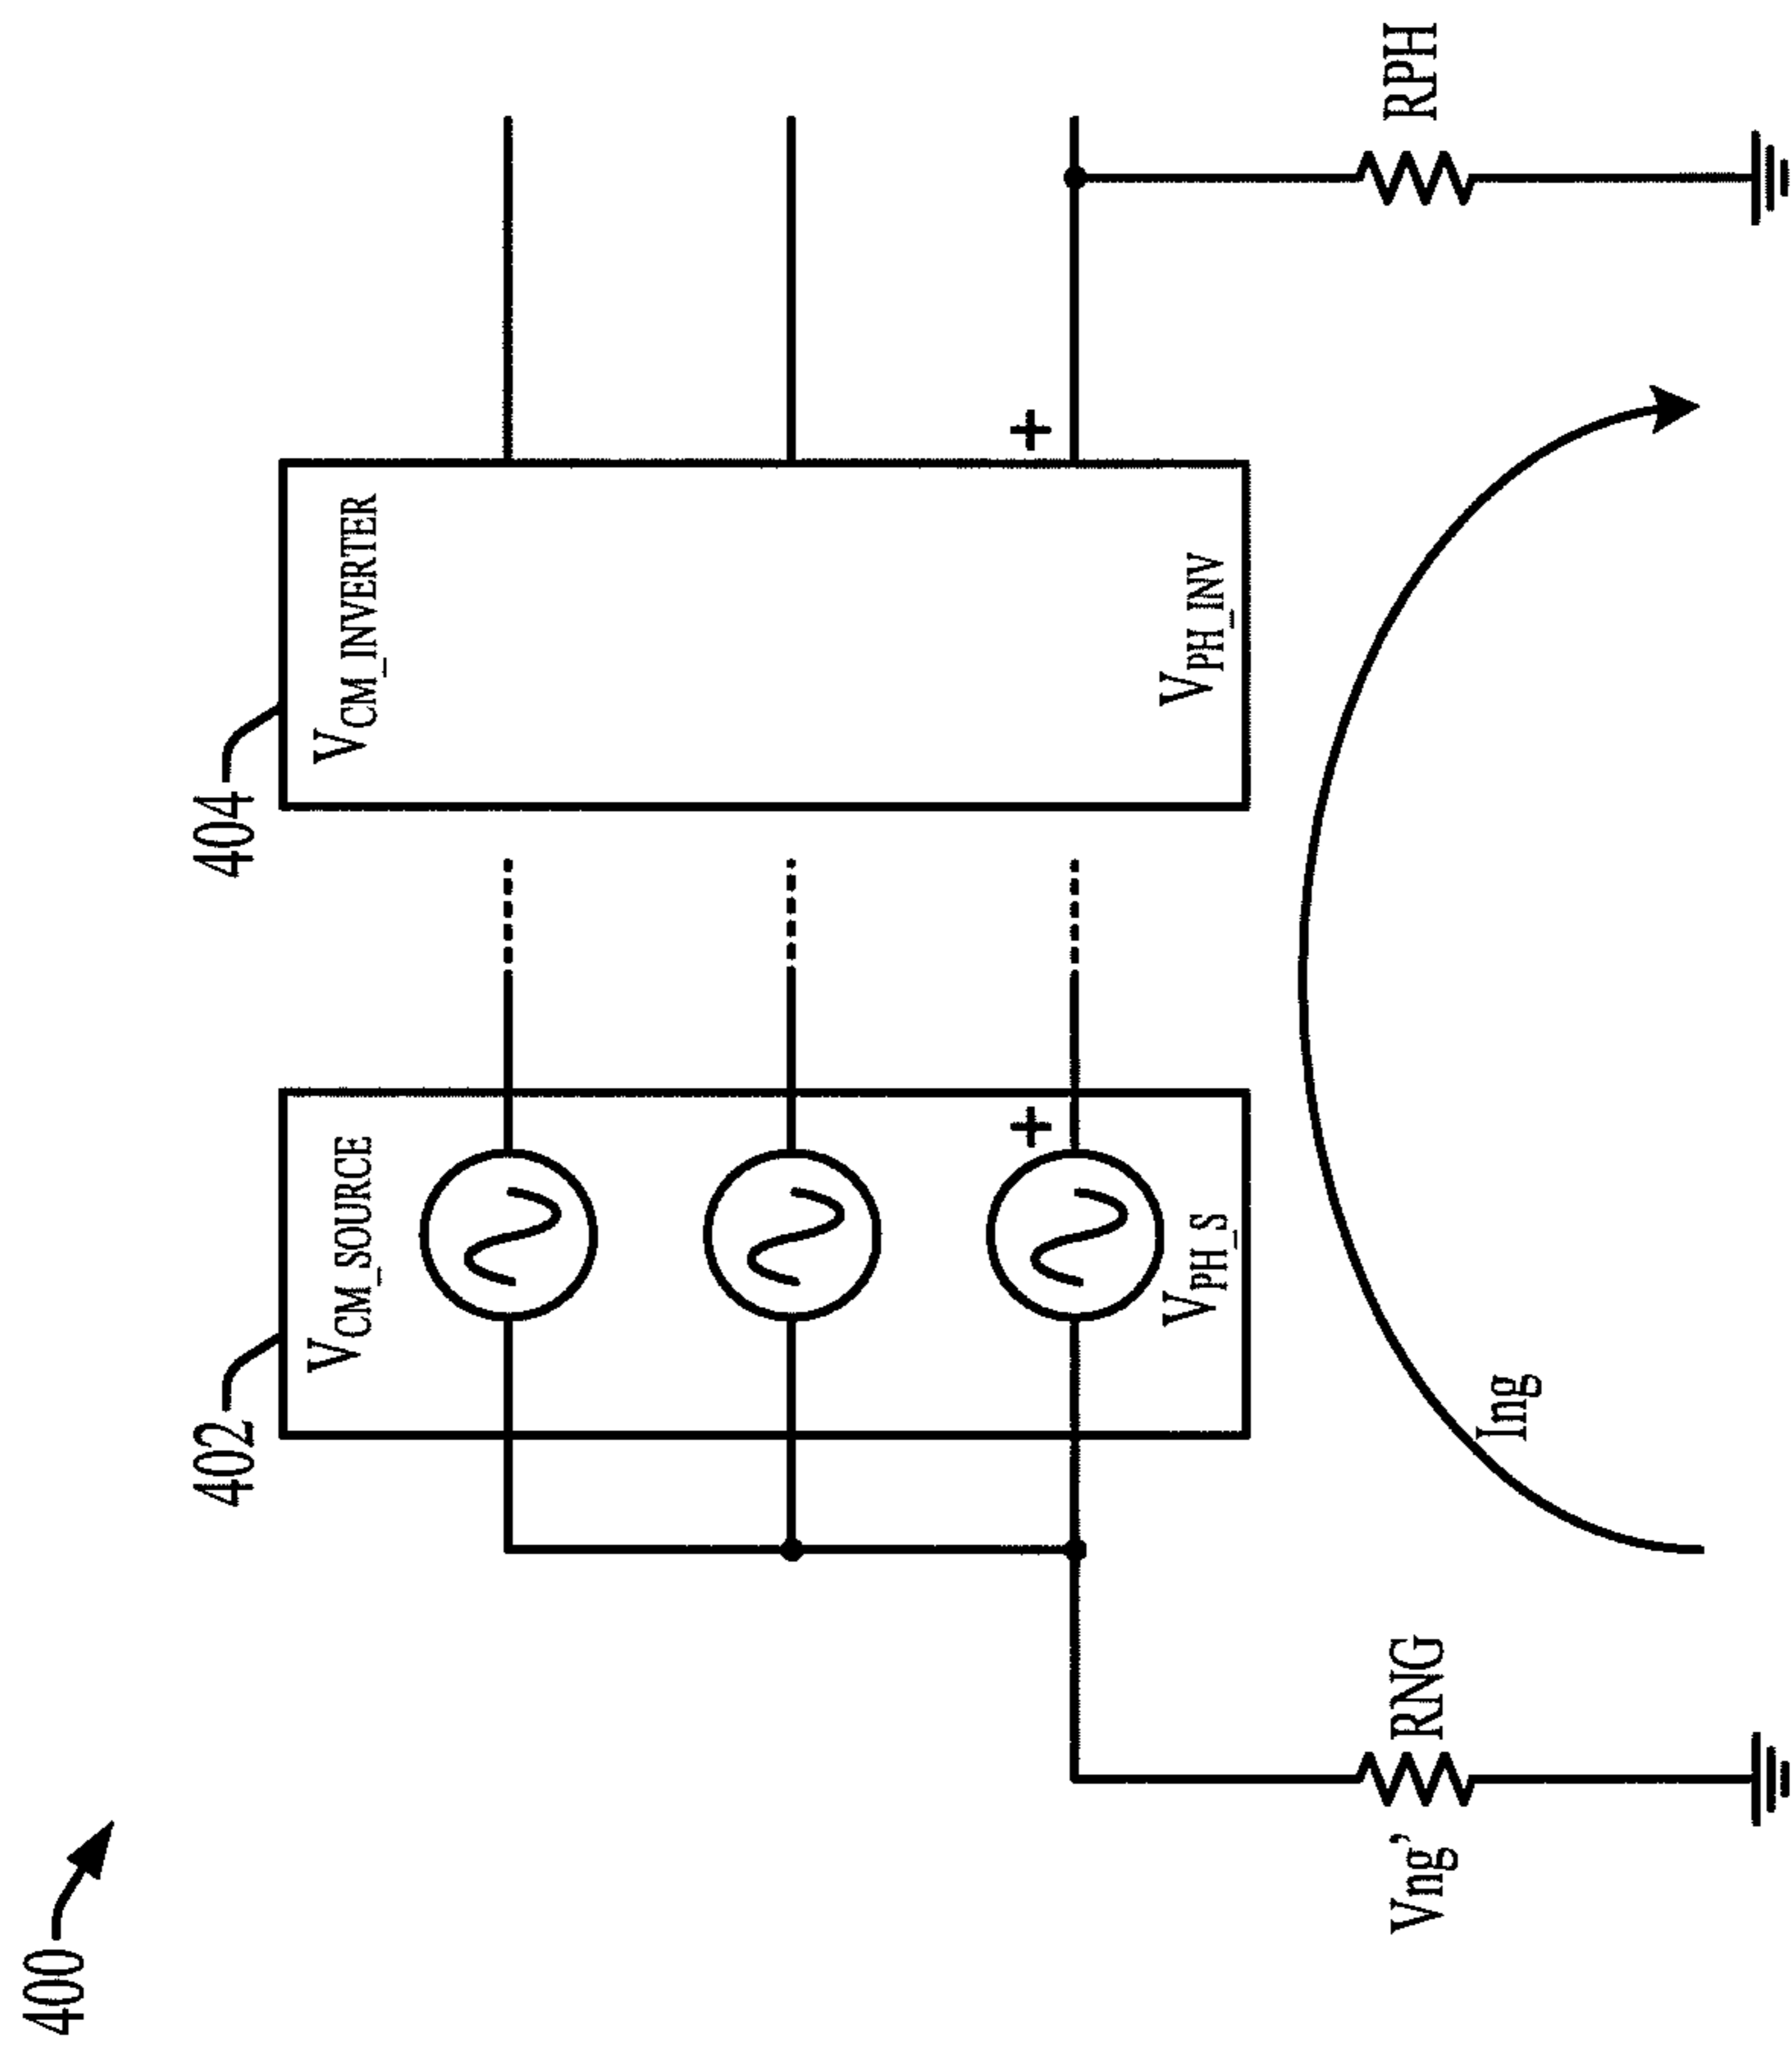 400
402
404
V_CM_SOURCE
V_CM_INVERTER
+
+
V_PH_S
V_PH_INV
Vng’
RNG
Ing
RPH